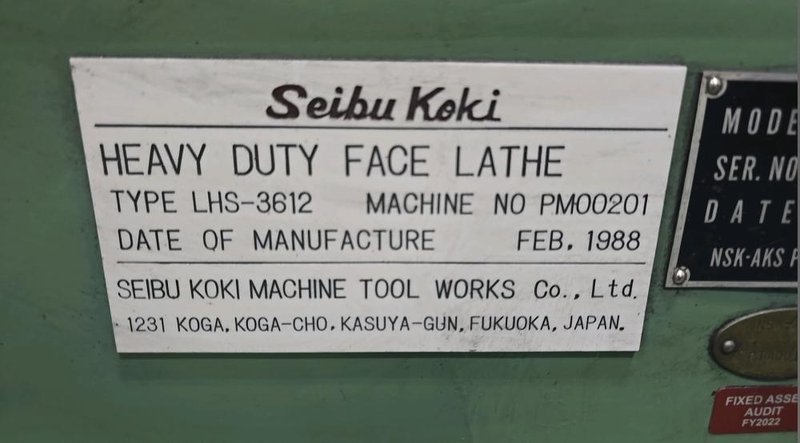 Seibu Koki
HEAVY DUTY FACE LATHE
TYPE LHS-3612 MACHINE NO PM00201
DATE OF MANUFACTURE FEB. 1988
SEIBU KOKI MACHINE TOOL WORKS Co., Ltd.
1231 KOGA, KOGA-CHO, KASUYA-GUN, FUKUOKA, JAPAN.
MODE
SER. NO
DATE
NSK-AKS P
FIXED ASSE
AUDIT
FY2022